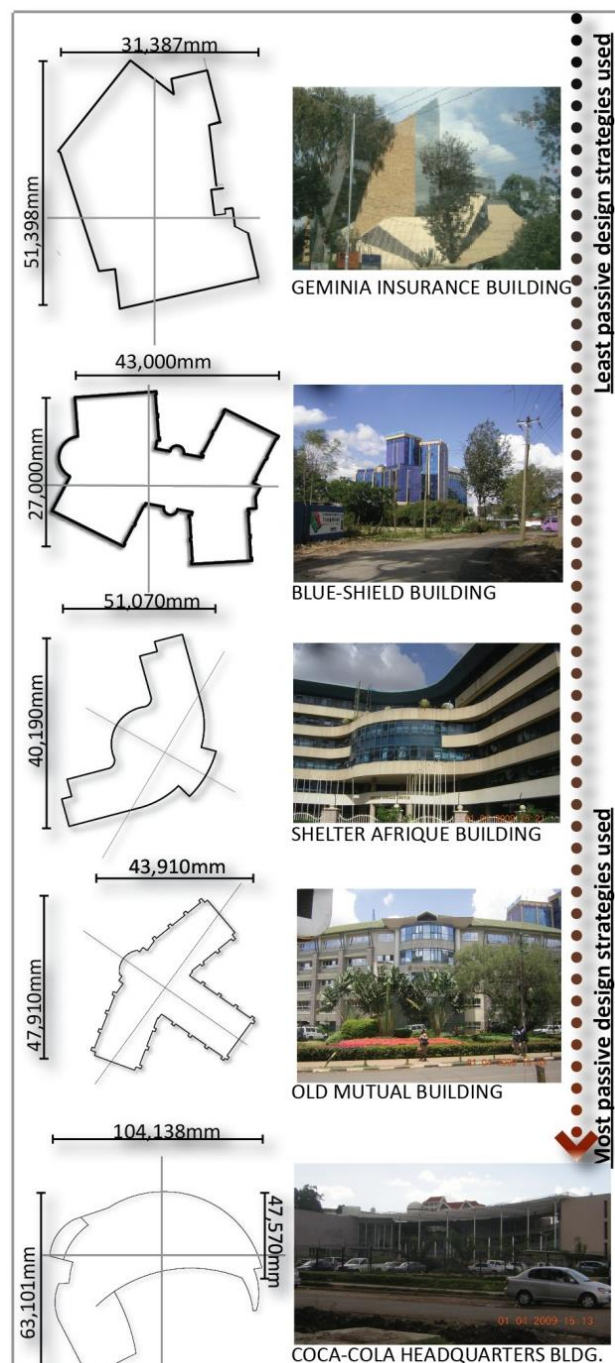 31,387mm
51,398mm
GEMINIA INSURANCE BUILDING
Least passive design strategies used
43,000mm
27,000mm
BLUE-SHIELD BUILDING
51,070mm
40,190mm
SHELTER AFRIQUE BUILDING
43,910mm
47,910mm
OLD MUTUAL BUILDING
Most passive design strategies used
104,138mm
47,570mm
63,101mm
01 04 2009 15 13
COCA-COLA HEADQUARTERS BLDG.